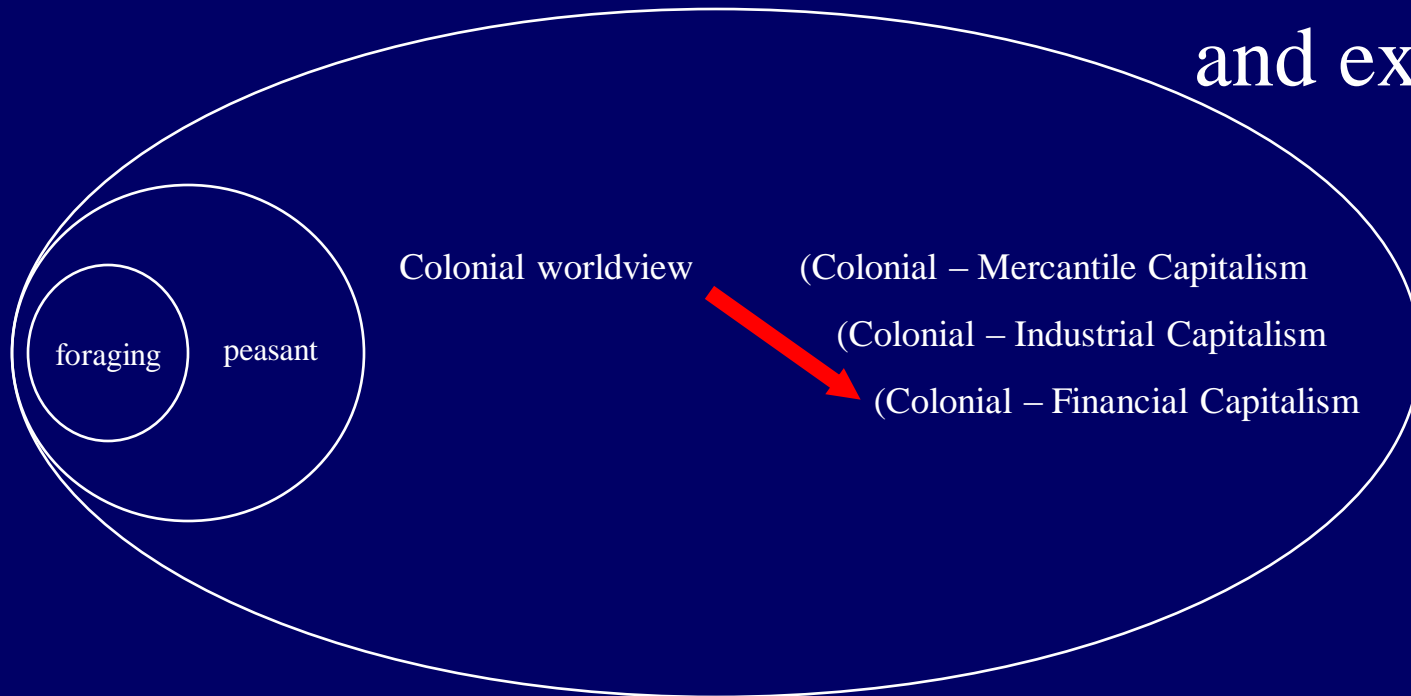 and ex
Colonial worldview
(Colonial – Mercantile Capitalism
(Colonial – Industrial Capitalism
(Colonial – Financial Capitalism
foraging
peasant